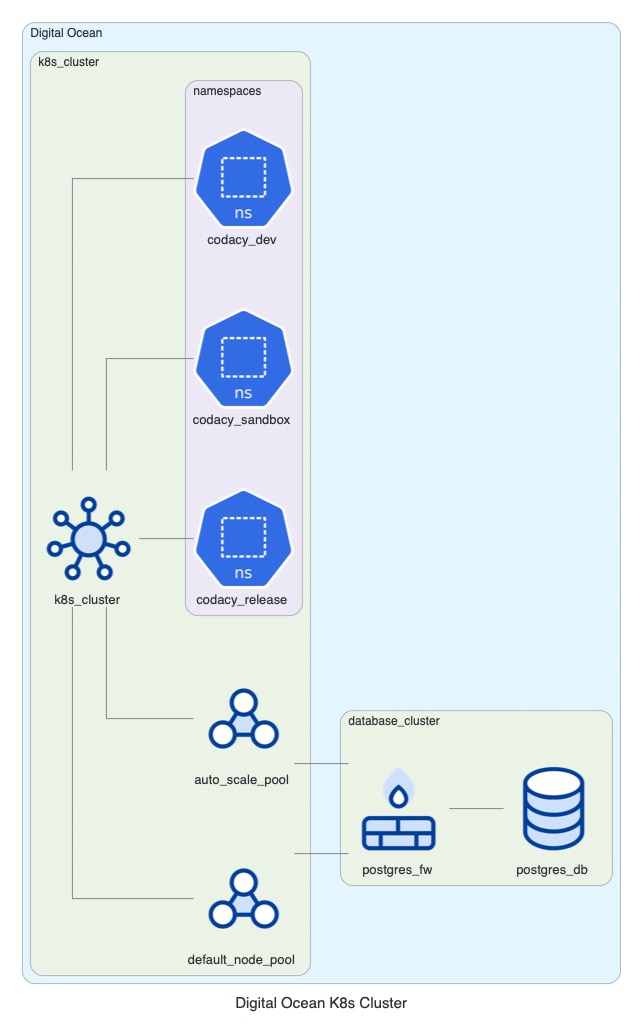 Digital Ocean
k8s_cluster
namespaces
ns
codacy_dev
ns
codacy_sandbox
ns
k8s_cluster
codacy_release
auto_scale_pool
database_cluster
postgres_fw
postgres_db
default_node_pool
Digital Ocean K8s Cluster